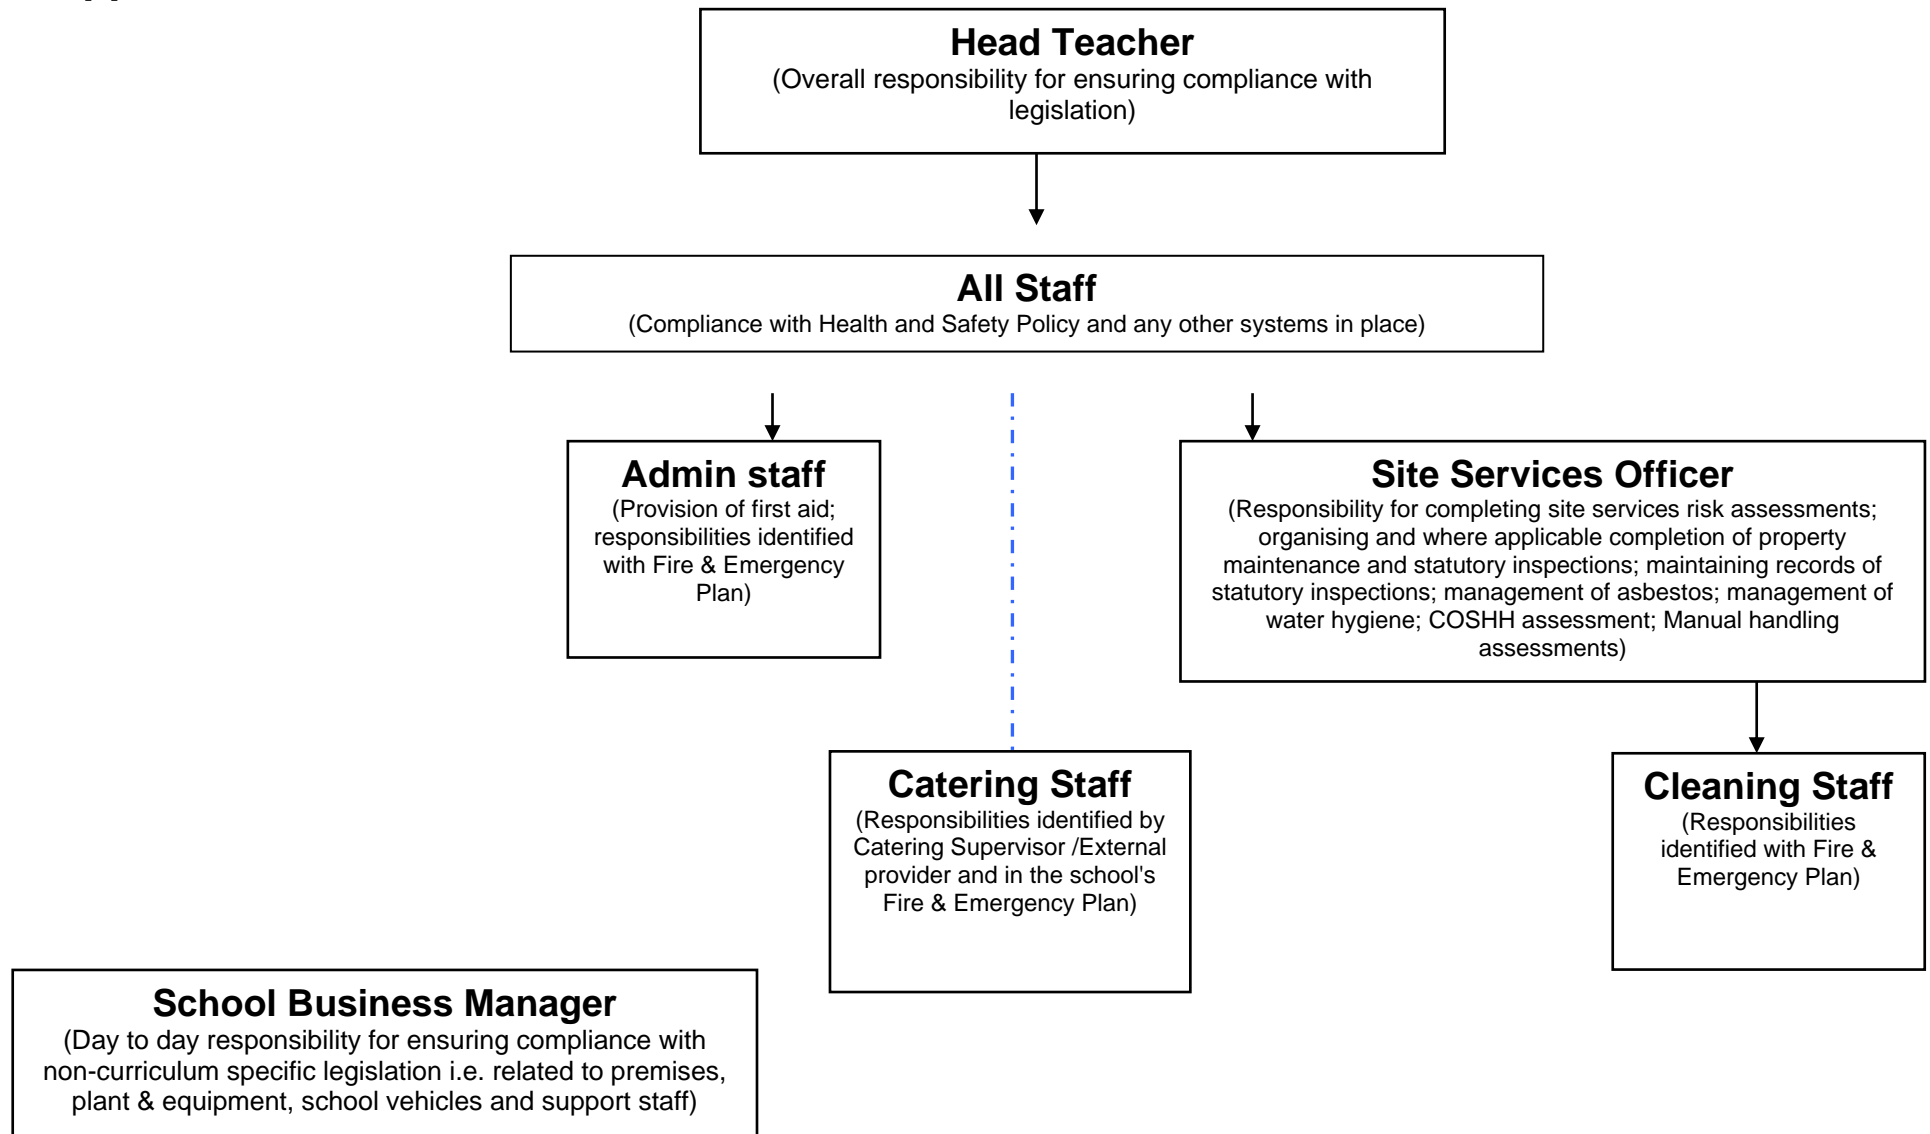 Head Teacher
(Overall responsibility for ensuring compliance with
legislation)
All Staff
(Compliance with Health and Safety Policy and any other systems in place)
Admin staff
(Provision of first aid;
responsibilities identified
with Fire & Emergency
Plan)
Site Services Officer
(Responsibility for completing site services risk assessments;
organising and where applicable completion of property
maintenance and statutory inspections; maintaining records of
statutory inspections; management of asbestos; management of
water hygiene; COSHH assessment; Manual handling
assessments)
Catering Staff
(Responsibilities identified by
Catering Supervisor /External
provider and in the school's
Fire & Emergency Plan)
Cleaning Staff
(Responsibilities
identified with Fire &
Emergency Plan)
School Business Manager
(Day to day responsibility for ensuring compliance with
non-curriculum specific legislation i.e. related to premises,
plant & equipment, school vehicles and support staff)